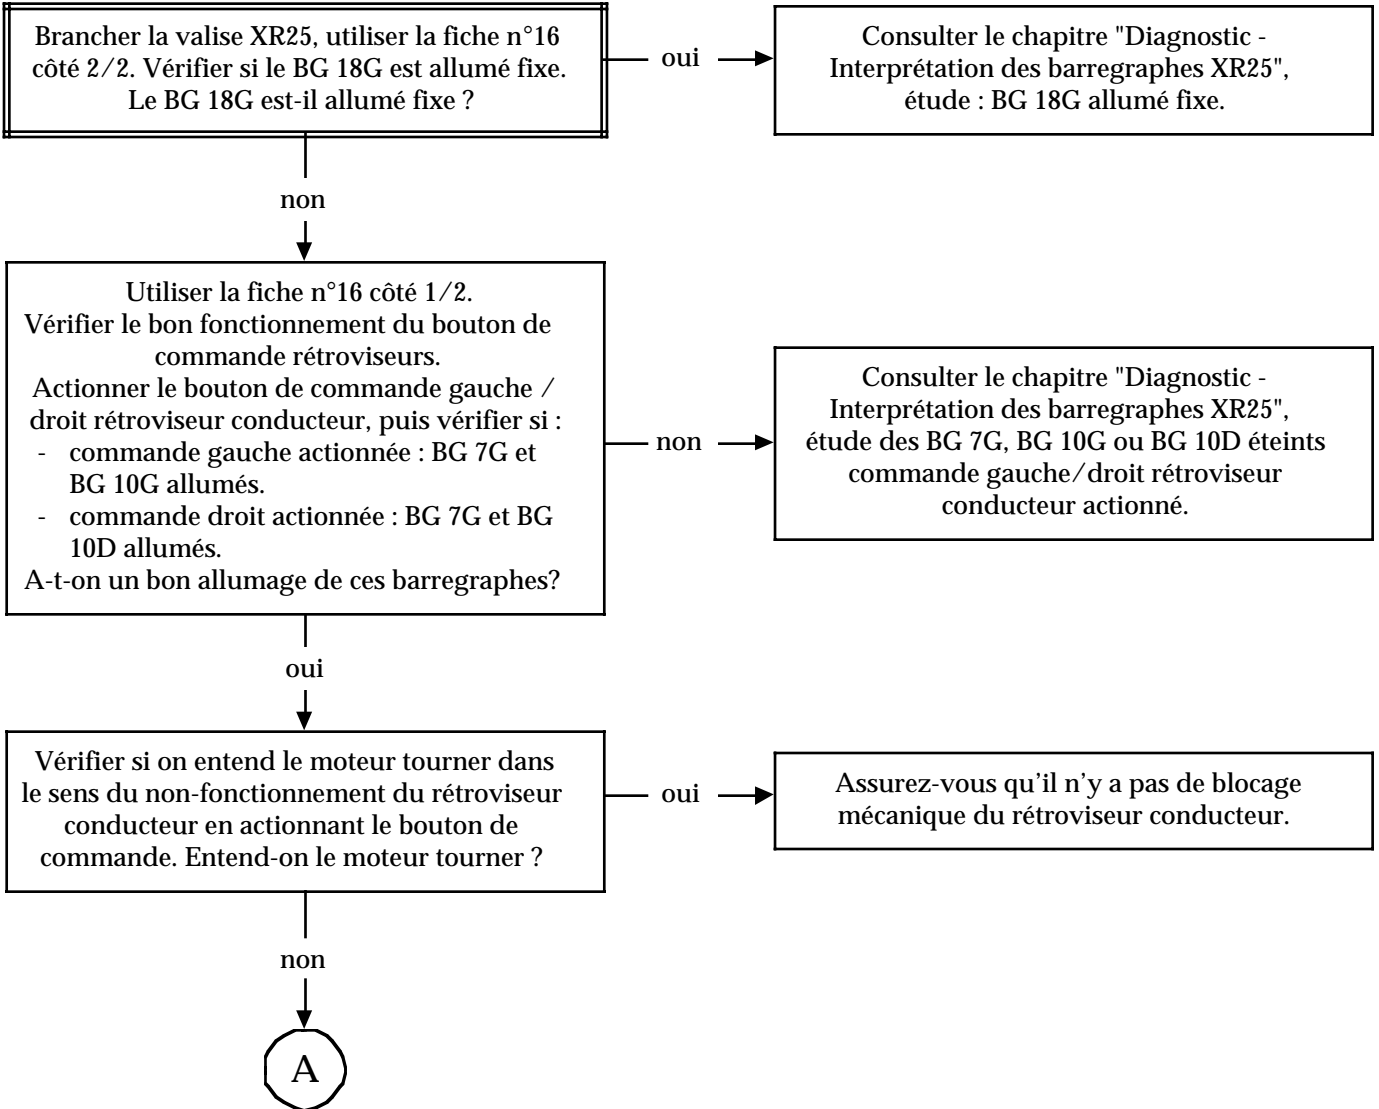 Brancher la valise XR25, utiliser la fiche n°16
côté 2/2. Vérifier si le BG 18G est allumé fixe.
Le BG 18G est-il allumé fixe ?
oui
Consulter le chapitre "Diagnostic -
Interprétation des barregraphes XR25",
étude : BG 18G allumé fixe.
non
Utiliser la fiche n°16 côté 1/2.
Vérifier le bon fonctionnement du bouton de
commande rétroviseurs.
Actionner le bouton de commande gauche /
droit rétroviseur conducteur, puis vérifier si :
- commande gauche actionnée : BG 7G et
BG 10G allumés.
- commande droit actionnée : BG 7G et BG
10D allumés.
A-t-on un bon allumage de ces barregraphes?
non
Consulter le chapitre "Diagnostic -
Interprétation des barregraphes XR25",
étude des BG 7G, BG 10G ou BG 10D éteints
commande gauche/droit rétroviseur
conducteur actionné.
oui
Vérifier si on entend le moteur tourner dans
le sens du non-fonctionnement du rétroviseur
conducteur en actionnant le bouton de
commande. Entend-on le moteur tourner ?
oui
Assurez-vous qu'il n'y a pas de blocage
mécanique du rétroviseur conducteur.
non
A